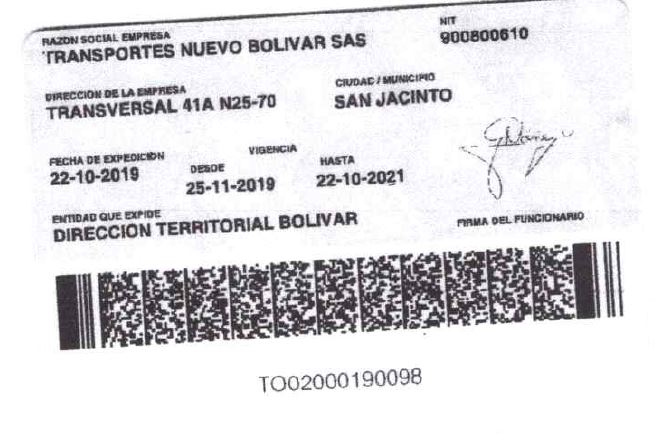 RAZON SOCIAL EMPRESA NIT
TRANSPORTES NUEVO BOLIVAR SAS 900800610
DIRECCION DE LA EMPRESA CIUDAD / MUNICIPIO
TRANSVERSAL 41A N25-70 SAN JACINTO
FECHA DE EXPEDICION VIGENCIA
DESDE HASTA
22-10-2019 25-11-2019 22-10-2021
ENTIDAD QUE EXPIDE FIRMA DEL FUNCIONARIO
DIRECCION TERRITORIAL BOLIVAR
TO02000190098